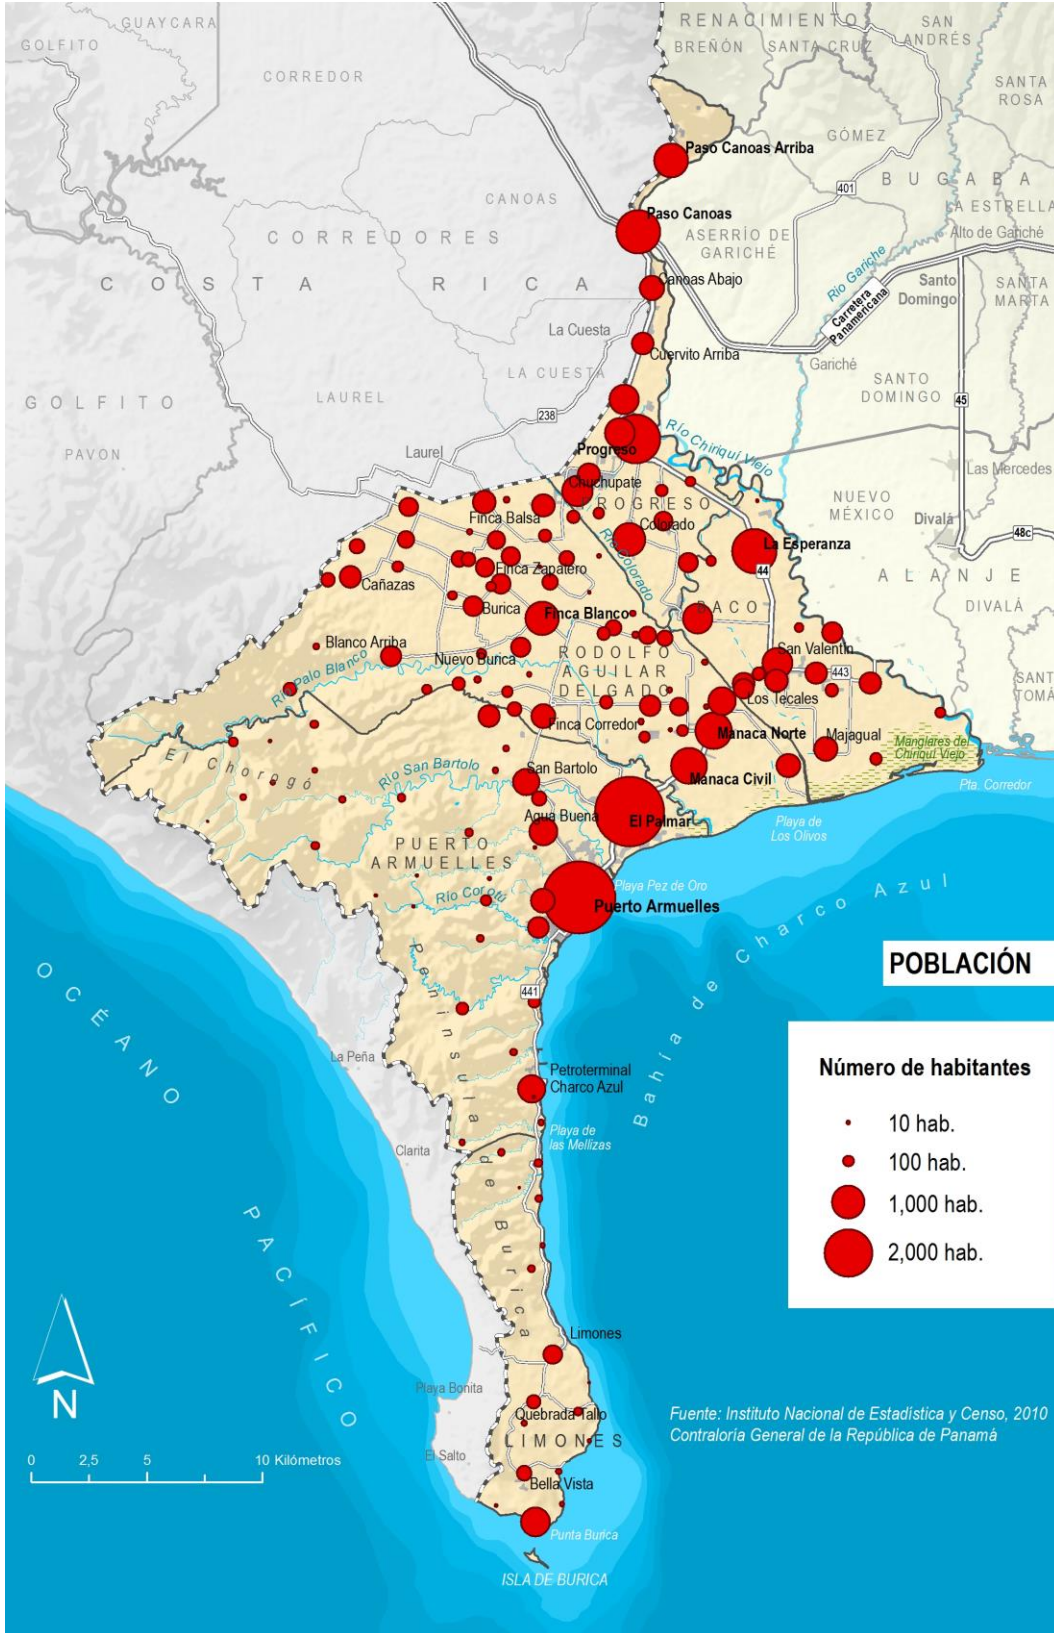 GUAYCARA
GOLFITO
CORREDOR
RENACIMIENTO
BREÑÓN
SANTA CRUZ
SAN
ANDRÉS
SANTA
ROSA
GÓMEZ
Paso Canoas Arriba
401
BUGABA
CANOAS
Paso Canoas
LA ESTRELLA
CORREDORES
ASERRÍO DE
GARICHÉ
Alto de Gariché
COSTA RICA
Canoas Abajo
Río Gariche
Santo
Domingo
SANTA
MARTA
Carretera
Panamericana
La Cuesta
Cuervito Arriba
Gariché
LA CUESTA
SANTO
DOMINGO
GOLFITO
LAUREL
238
45
PAVON
Laurel
Progreso
Río Chiriquí Viejo
Las Mercedes
Chuchupate
PROGRESO
NUEVO
MÉXICO
Finca Balsa
Colorado
Divalá
48c
La Esperanza
Río Colorado
Finca Zapatero
44
ALANJE
Cañazas
Burica
Finca Blanco
BACO
DIVALÁ
Blanco Arriba
Nuevo Burica
RODOLFO
AGUILAR
DELGADO
San Valentín
443
Río Palo Blanco
Los Tecales
SANTO
TOMÁ
Finca Corredor
Manaca Norte
Majagual
Manglares del
Chiriquí Viejo
El Chorogó
Río San Bartolo
San Bartolo
Manaca Civil
Pta. Corredor
Agua Buena
El Palmar
Playa de
Los Olivos
PUERTO
ARMUELLES
Río Corotú
Playa Pez de Oro
Puerto Armuelles
Bahía de Charco Azul
POBLACIÓN
OCÉANO PACÍFICO
Península de Burica
441
La Peña
Petroterminal
Charco Azul
Número de habitantes
10 hab.
100 hab.
1,000 hab.
2,000 hab.
Playa de
las Mellizas
Clarita
Limones
Playa Bonita
N
Quebrada Tallo
LIMONES
El Salto
Fuente: Instituto Nacional de Estadística y Censo, 2010
Contraloría General de la República de Panamá
0 2,5 5 10 Kilómetros
Bella Vista
Punta Burica
ISLA DE BURICA